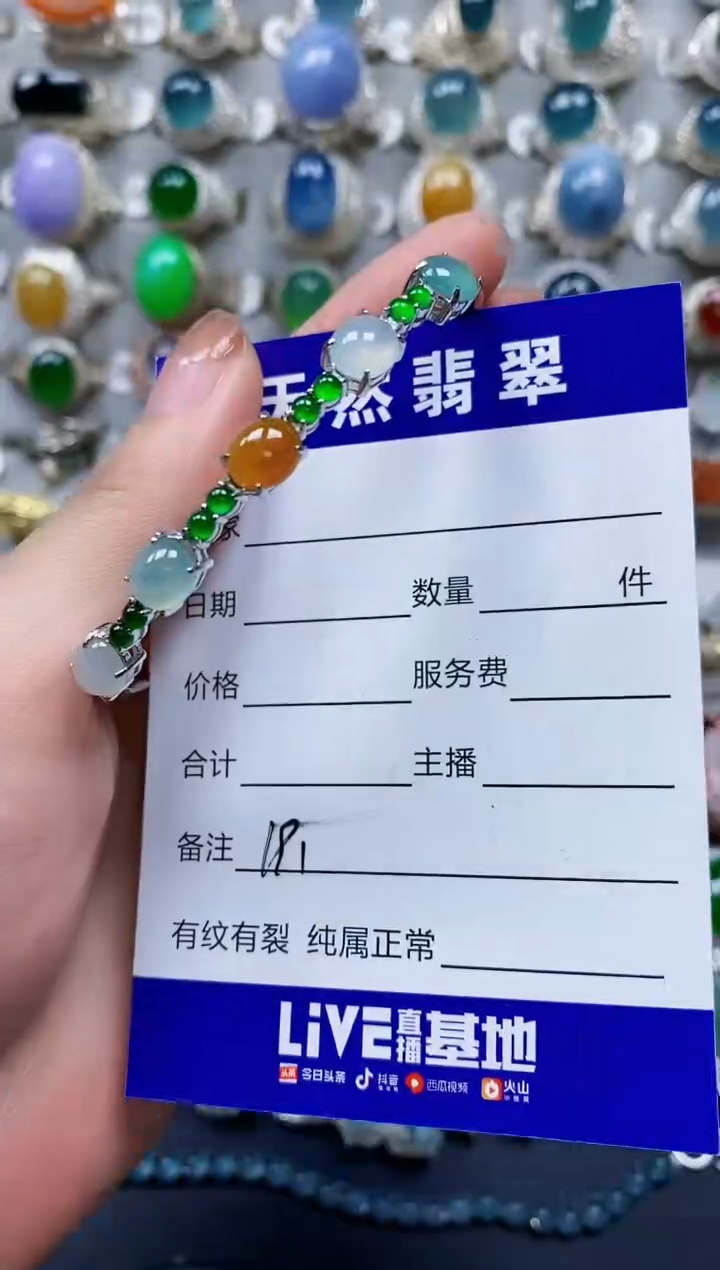 天然翡翠
家
日期 数量 件
价格 服务费
合计 主播
备注
有纹有裂 纯属正常
LiVE直播基地
头条 今日头条 抖音 西瓜视频 火山